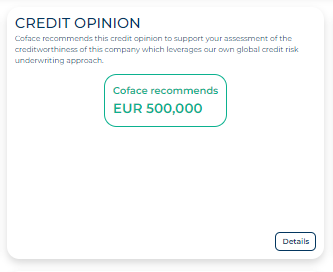 CREDIT OPINION
Coface recommends this credit opinion to support your assessment of the
creditworthiness of this company which leverages our own global credit risk
underwriting approach.
Coface recommends
EUR 500,000
Details